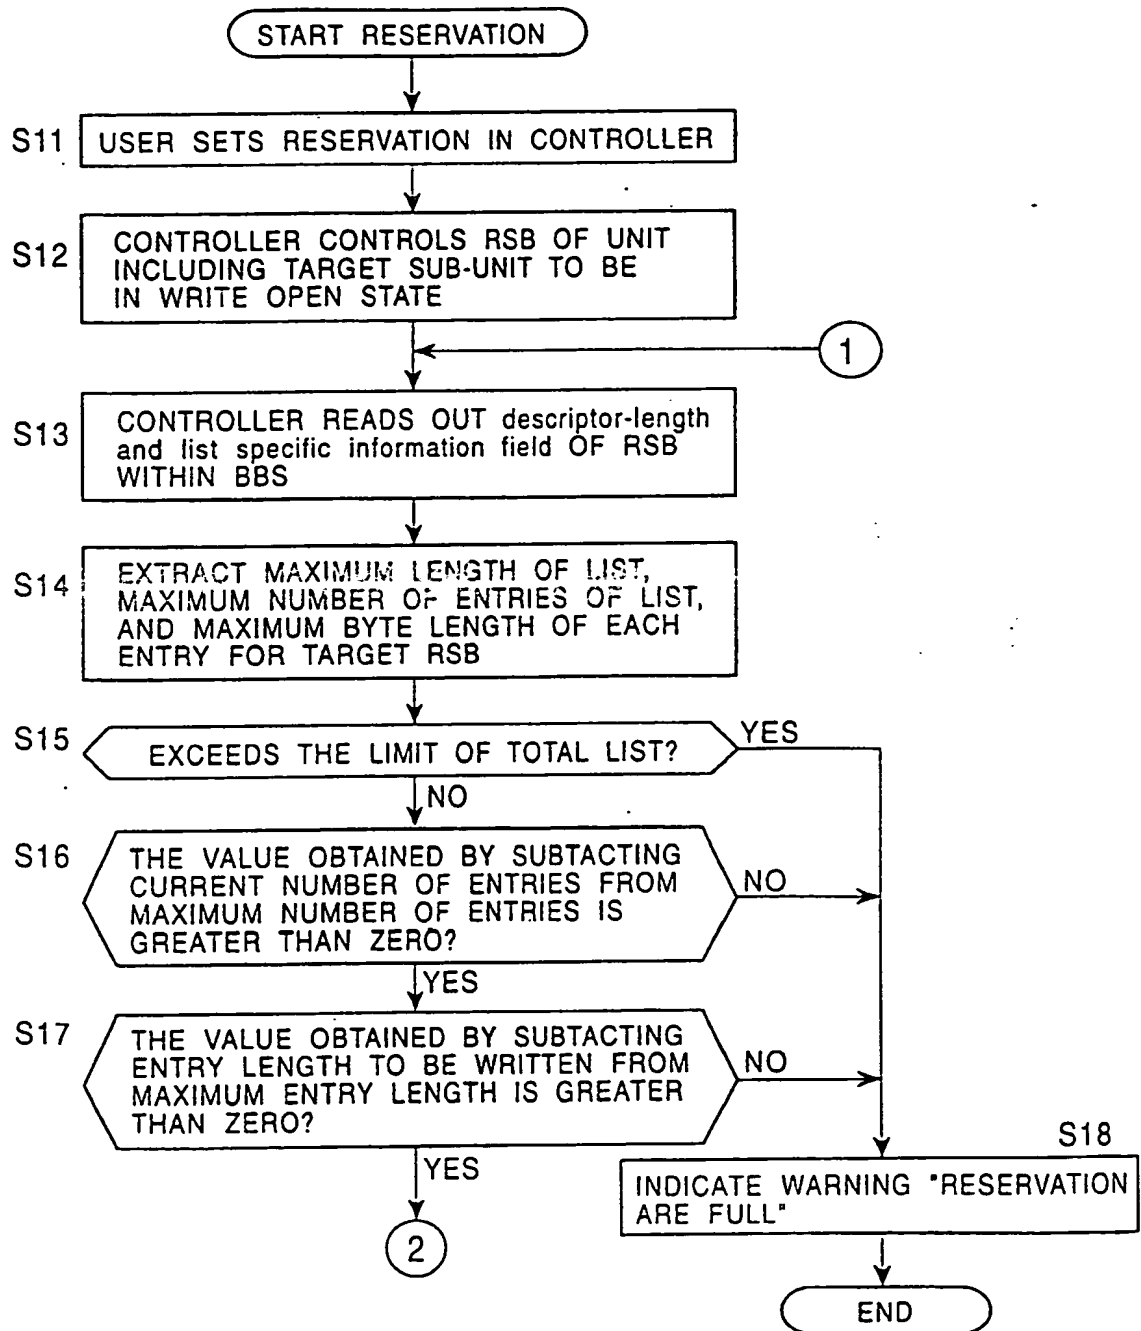 START RESERVATION
S11
USER SETS RESERVATION IN CONTROLLER
S12
CONTROLLER CONTROLS RSB OF UNIT
INCLUDING TARGET SUB-UNIT TO BE
IN WRITE OPEN STATE
1
S13
CONTROLLER READS OUT descriptor-length
and list specific information field OF RSB
WITHIN BBS
S14
EXTRACT MAXIMUM LENGTH OF LIST,
MAXIMUM NUMBER OF ENTRIES OF LIST,
AND MAXIMUM BYTE LENGTH OF EACH
ENTRY FOR TARGET RSB
S15
EXCEEDS THE LIMIT OF TOTAL LIST?
YES
NO
S16
THE VALUE OBTAINED BY SUBTACTING
CURRENT NUMBER OF ENTRIES FROM
MAXIMUM NUMBER OF ENTRIES IS
GREATER THAN ZERO?
NO
YES
S17
THE VALUE OBTAINED BY SUBTACTING
ENTRY LENGTH TO BE WRITTEN FROM
MAXIMUM ENTRY LENGTH IS GREATER
THAN ZERO?
NO
YES
2
S18
INDICATE WARNING "RESERVATION
ARE FULL"
END